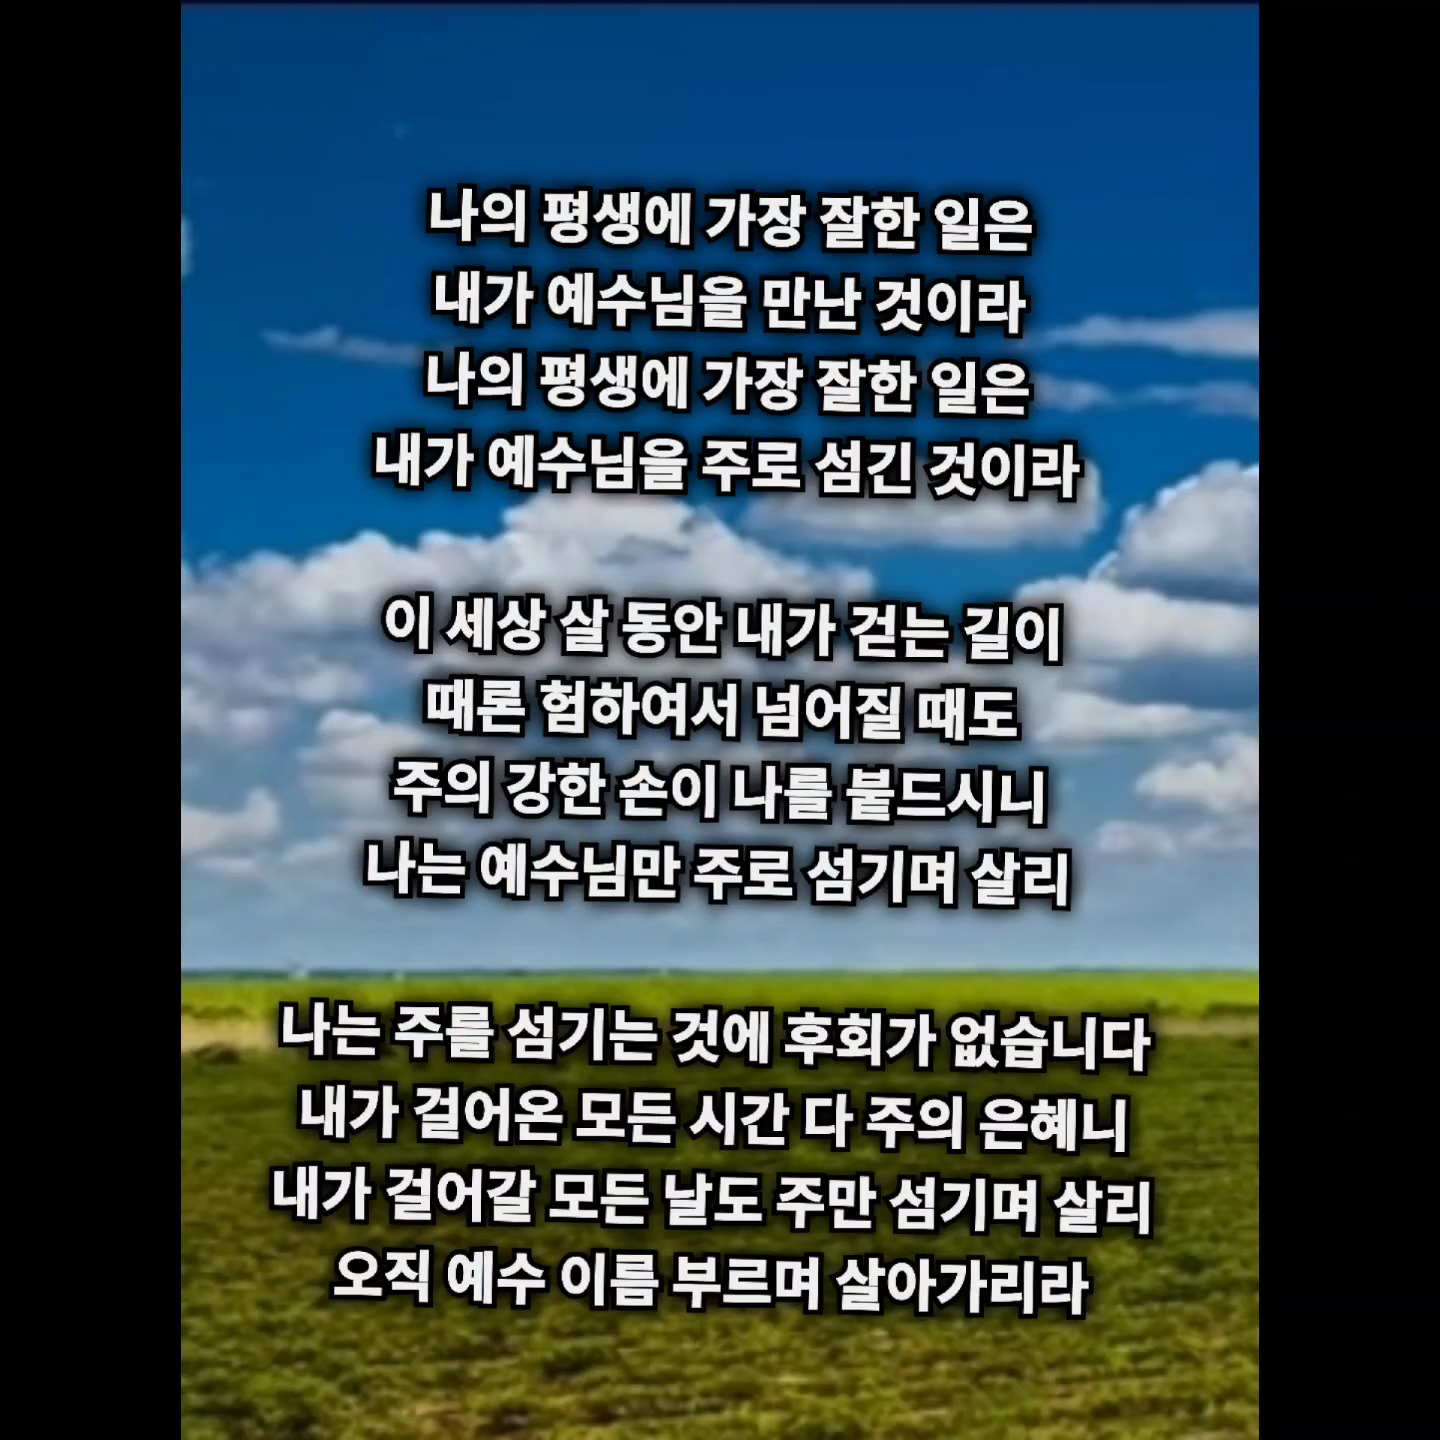 나의 평생에 가장 잘한 일은
내가 예수님을 만난 것이라
나의 평생에 가장 잘한 일은
내가 예수님을 주로 섬긴 것이라
이 세상 살 동안 내가 걷는 길이
때론 험하여서 넘어질 때도
주의 강한 손이 나를 붙드시니
나는 예수님만 주로 섬기며 살리
나는 주를 섬기는 것에 후회가 없습니다
내가 걸어온 모든 시간 다 주의 은혜니
내가 걸어갈 모든 날도 주만 섬기며 살리
오직 예수 이름 부르며 살아가리라